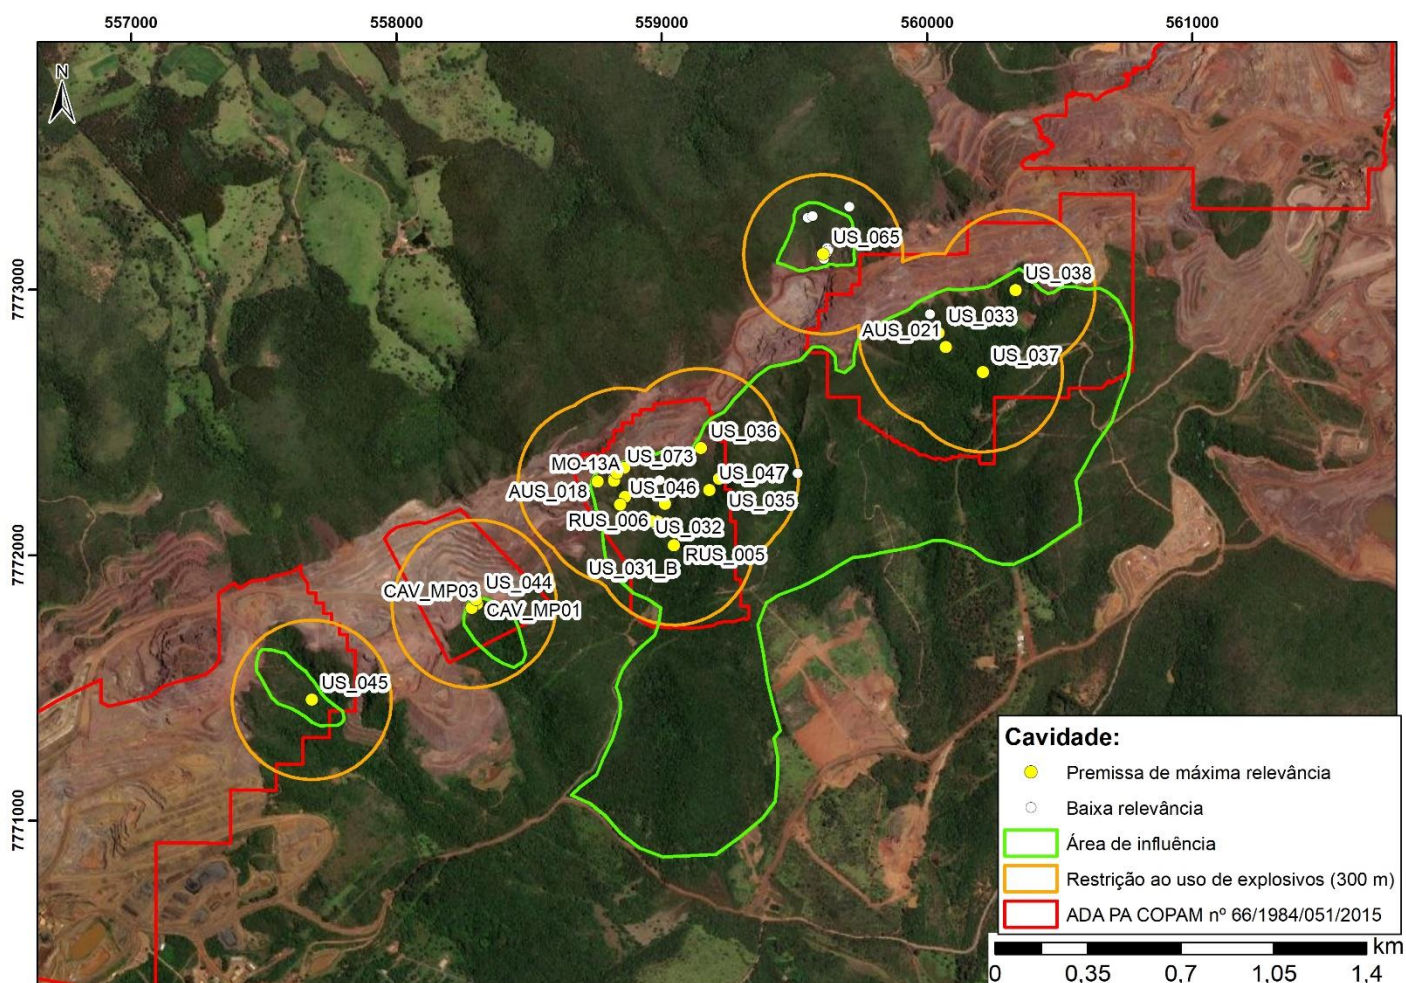 557000
558000
559000
560000
561000
N
7773000
7772000
7771000
US_065
US_038
US_033
AUS_021
US_037
US_036
US_073
MO-13A
US_047
US_046
AUS_018
US_035
RUS_006
US_032
RUS_005
US_031_B
US_044
CAV_MP03
CAV_MP01
US_045
Cavidade:
Premissa de máxima relevância
Baixa relevância
Área de influência
Restrição ao uso de explosivos (300 m)
ADA PA COPAM nº 66/1984/051/2015
km
0 0,35 0,7 1,05 1,4